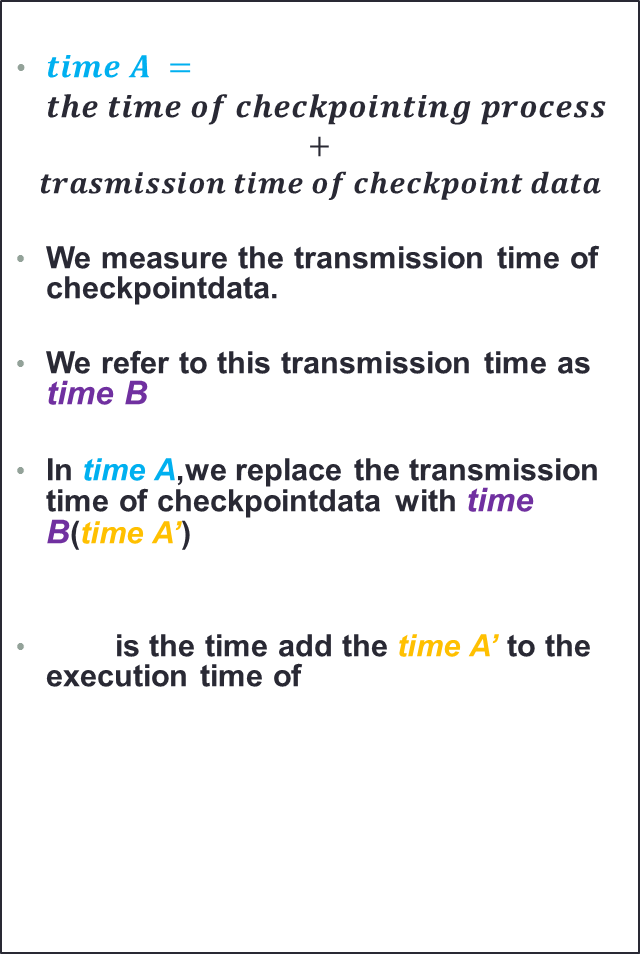 • time A =
the time of checkpointing process
+
trasmission time of checkpoint data
• We measure the transmission time of
checkpointdata.
• We refer to this transmission time as
time B
• In time A,we replace the transmission
time of checkpointdata with time
B(time A’)
• is the time add the time A’ to the
execution time of